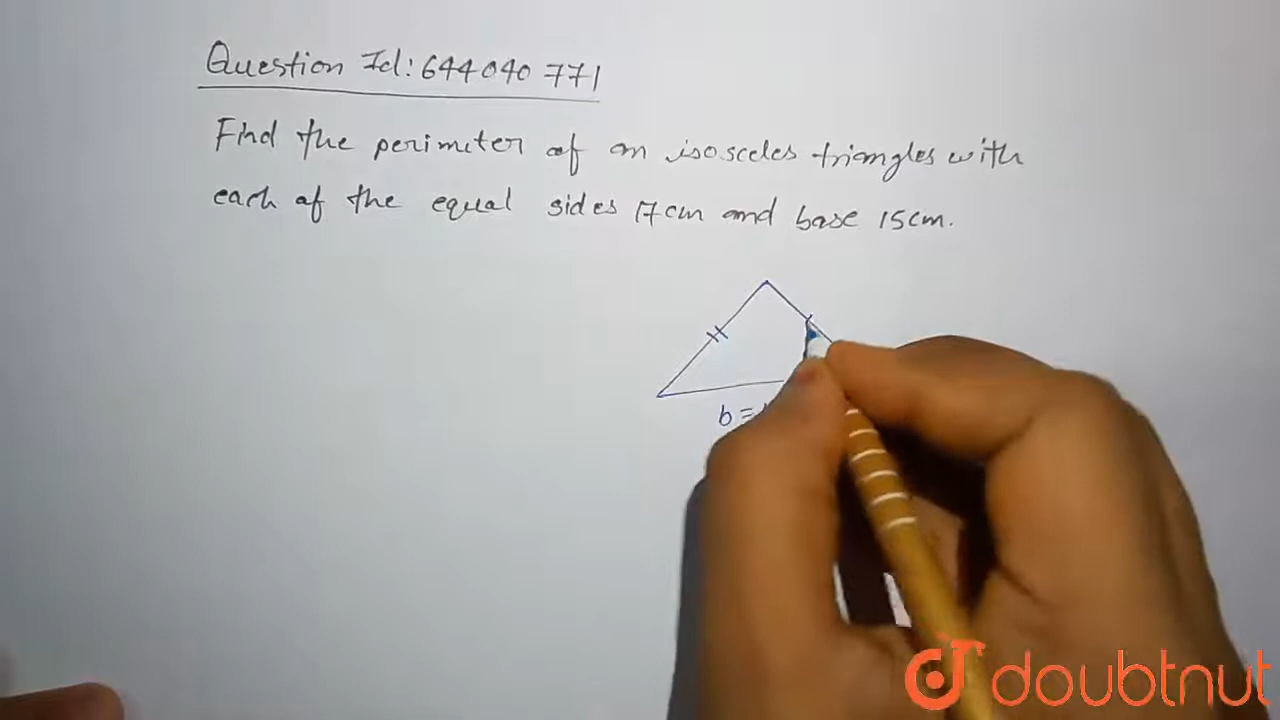 Question Id: 644040771
Find the perimeter of an isosceles triangles with
each of the equal sides 17cm and base 15cm.
b =
doubtnut